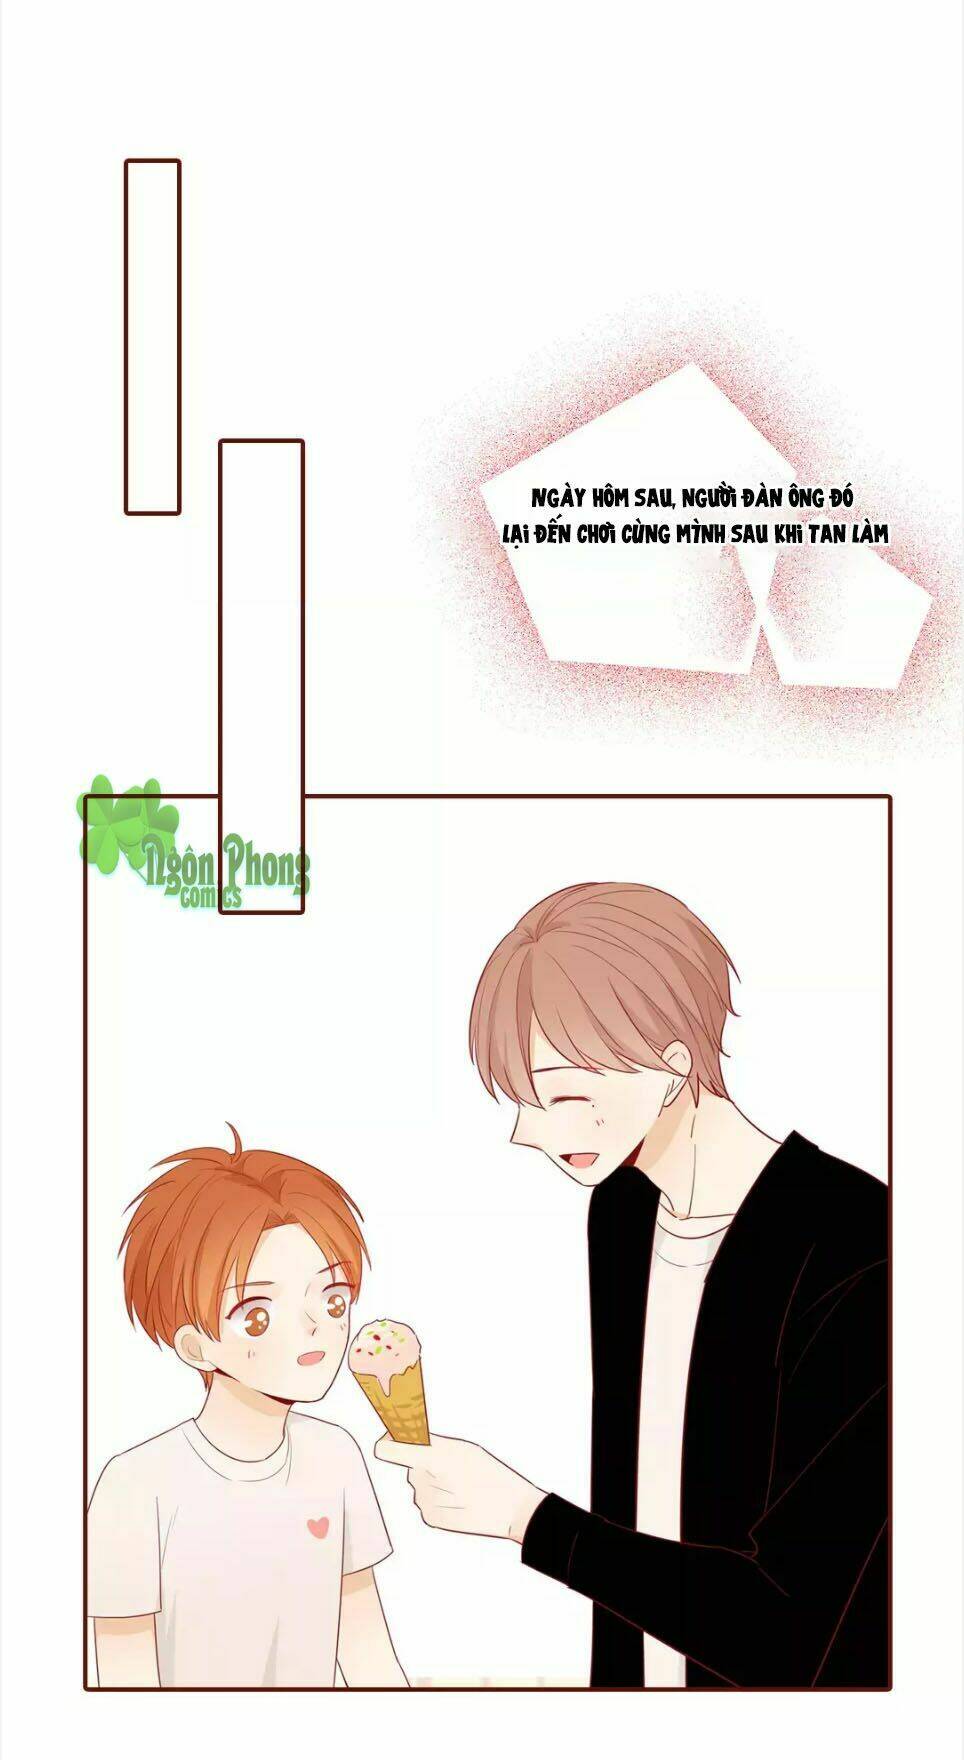 NGÀY HÔM SAU, NGƯỜI ĐÀN ÔNG ĐÓ
LẠI ĐẾN CHƠI CÙNG MÌNH SAU KHI TAN LÀM
Ngôn Phong
comics